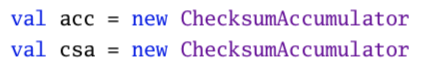 val acc = new ChecksumAccumulator
val csa = new ChecksumAccumulator